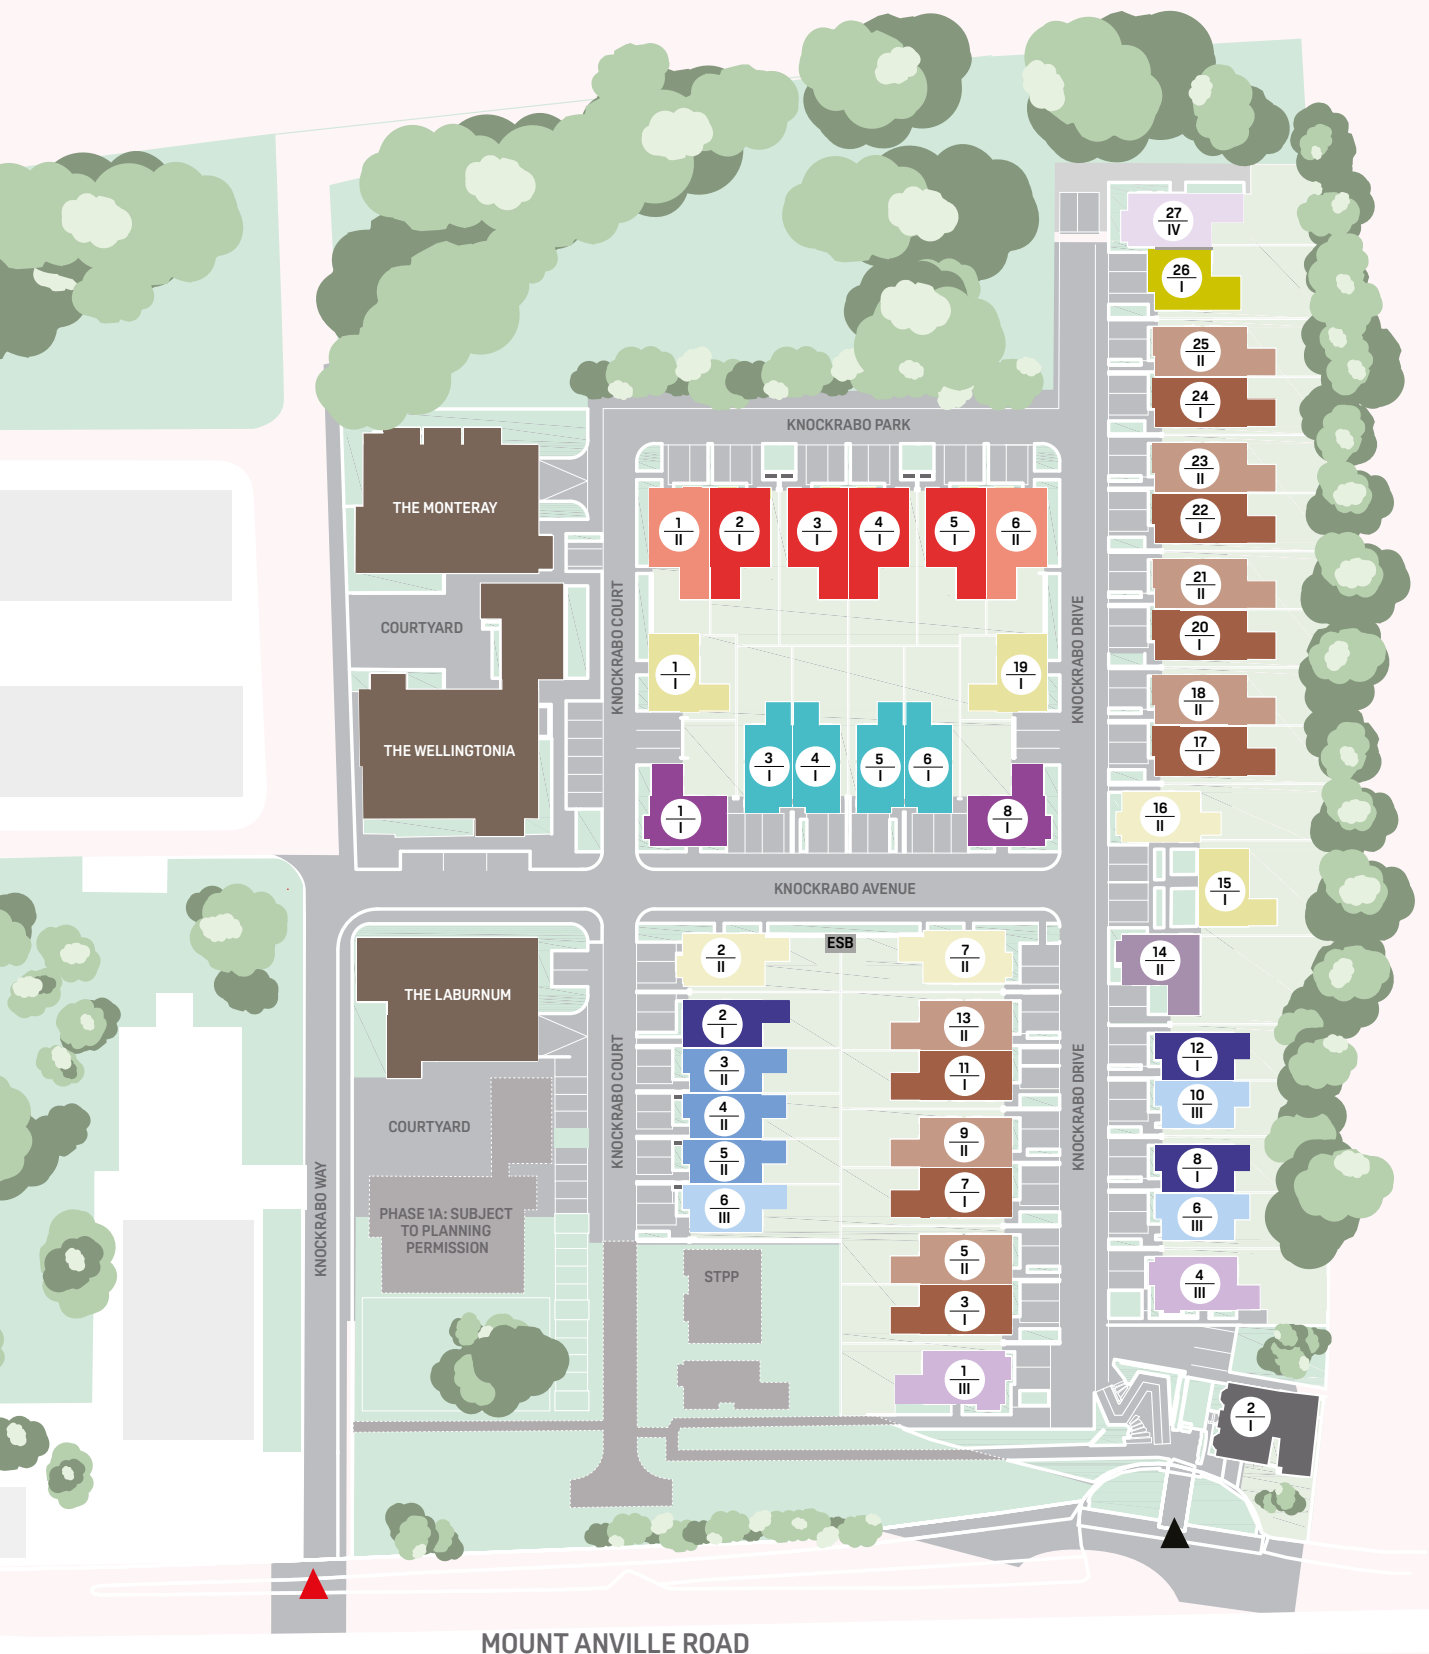 27
IV
26
I
25
II
24
I
KNOCKRABO PARK
23
II
22
I
THE MONTERAY
1
II
2
I
3
I
4
I
5
I
6
II
21
II
20
I
COURTYARD
KNOCKRABO COURT
KNOCKRABO DRIVE
1
I
19
I
18
II
17
I
THE WELLINGTONIA
3
I
4
I
5
I
6
I
1
I
8
I
16
II
KNOCKRABO AVENUE
15
I
2
II
ESB
7
II
14
II
THE LABURNUM
2
I
13
II
12
I
3
II
11
I
10
III
KNOCKRABO COURT
KNOCKRABO DRIVE
COURTYARD
4
II
9
II
5
II
8
I
7
I
6
III
6
III
KNOCKRABO WAY
PHASE 1A: SUBJECT
TO PLANNING
PERMISSION
5
II
STPP
4
III
3
I
1
III
2
I
MOUNT ANVILLE ROAD